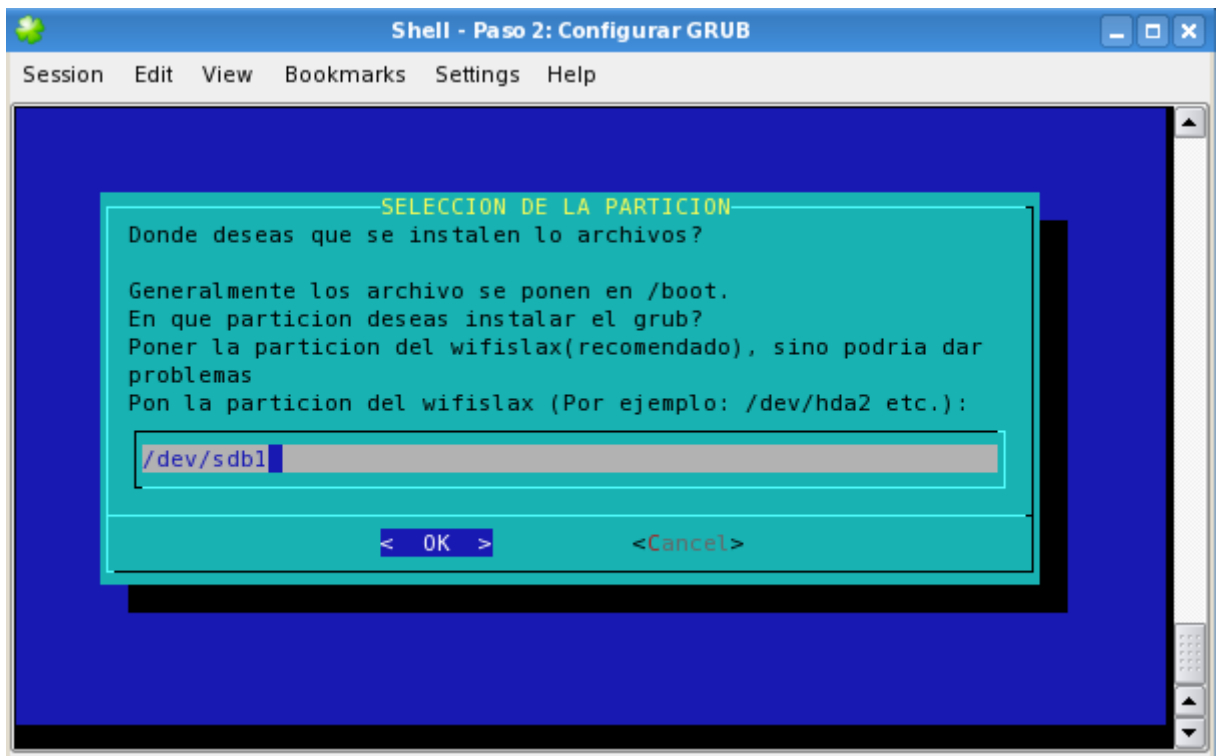 Shell - Paso 2: Configurar GRUB
Session Edit View Bookmarks Settings Help
SELECCION DE LA PARTICION
Donde deseas que se instalen lo archivos?
Generalmente los archivo se ponen en /boot.
En que particion deseas instalar el grub?
Poner la particion del wifislax(recomendado), sino podria dar
problemas
Pon la particion del wifislax (Por ejemplo: /dev/hda2 etc.):
/dev/sdb1
< OK > <Cancel>